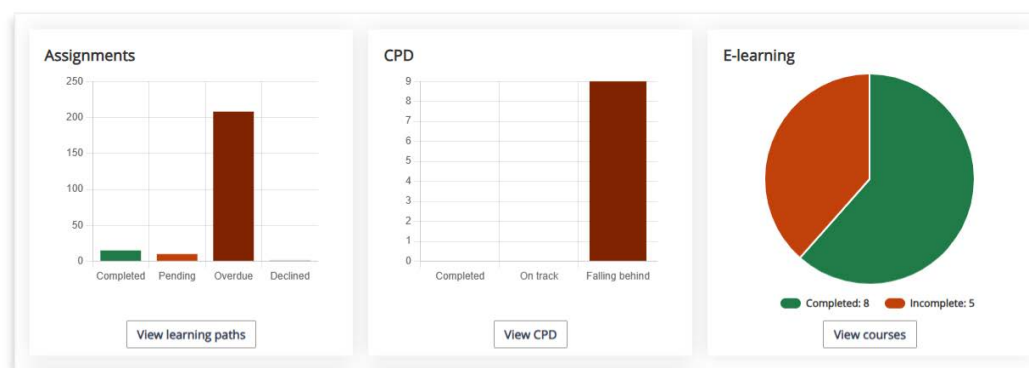 Assignments
250
200
150
100
50
0
Completed Pending Overdue Declined
View learning paths
CPD
9
8
7
6
5
4
3
2
1
0
Completed On track Falling behind
View CPD
E-learning
Completed: 8 Incomplete: 5
View courses